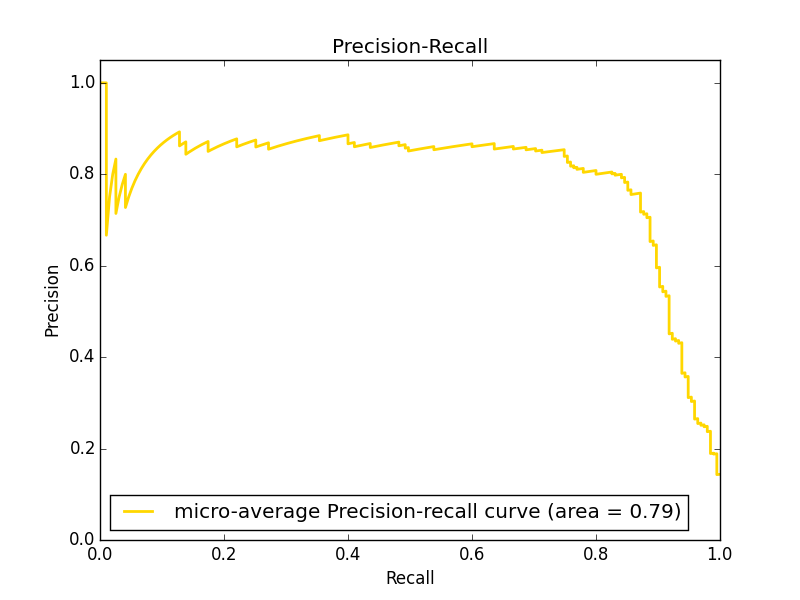 Precision-Recall
1.0
0.8
0.6
0.4
0.2
0.0
Precision
micro-average Precision-recall curve (area = 0.79)
0.0 0.2 0.4 0.6 0.8 1.0
Recall